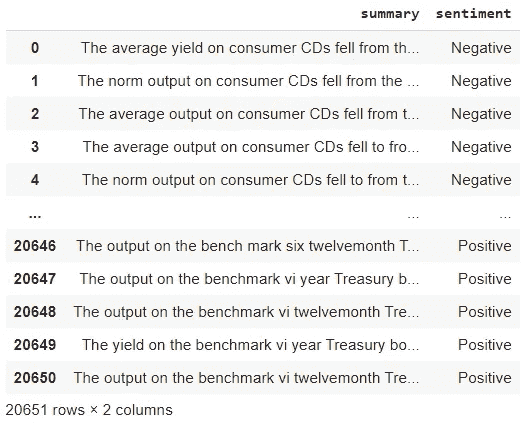 summary sentiment
0 The average yield on consumer CDs fell from th... Negative
1 The norm output on consumer CDs fell from the ... Negative
2 The average output on consumer CDs fell from t... Negative
3 The average output on consumer CDs fell to fro... Negative
4 The norm output on consumer CDs fell to from t... Negative
... ... ...
20646 The output on the bench mark six twelvemonth T... Positive
20647 The output on the benchmark vi year Treasury b... Positive
20648 The output on the benchmark vi twelvemonth Tre... Positive
20649 The yield on the benchmark vi year Treasury bo... Positive
20650 The output on the benchmark vi twelvemonth Tre... Positive
20651 rows × 2 columns